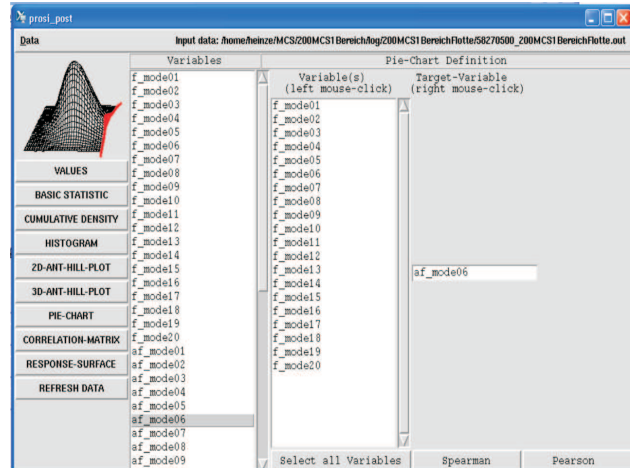 prosi_post
Data
Input data: /home/heinze/MCS/200MCS1Bereich/log/200MCS1BereichFlotte/58270500_200MCS1BereichFlotte.out
VALUES
BASIC STATISTIC
CUMULATIVE DENSITY
HISTOGRAM
2D-ANT-HILL-PLOT
3D-ANT-HILL-PLOT
PIE-CHART
CORRELATION-MATRIX
RESPONSE-SURFACE
REFRESH DATA
Variables
f_mode01
f_mode02
f_mode03
f_mode04
f_mode05
f_mode06
f_mode07
f_mode08
f_mode09
f_mode10
f_mode11
f_mode12
f_mode13
f_mode14
f_mode15
f_mode16
f_mode17
f_mode18
f_mode19
f_mode20
af_mode01
af_mode02
af_mode03
af_mode04
af_mode05
af_mode06
af_mode07
af_mode08
af_mode09
Pie-Chart Definition
Variable(s)
(left mouse-click)
f_mode01
f_mode02
f_mode03
f_mode04
f_mode05
f_mode06
f_mode07
f_mode08
f_mode09
f_mode10
f_mode11
f_mode12
f_mode13
f_mode14
f_mode15
f_mode16
f_mode17
f_mode18
f_mode19
f_mode20
Target-Variable
(right mouse-click)
af_mode06
Select all Variables
Spearman
Pearson